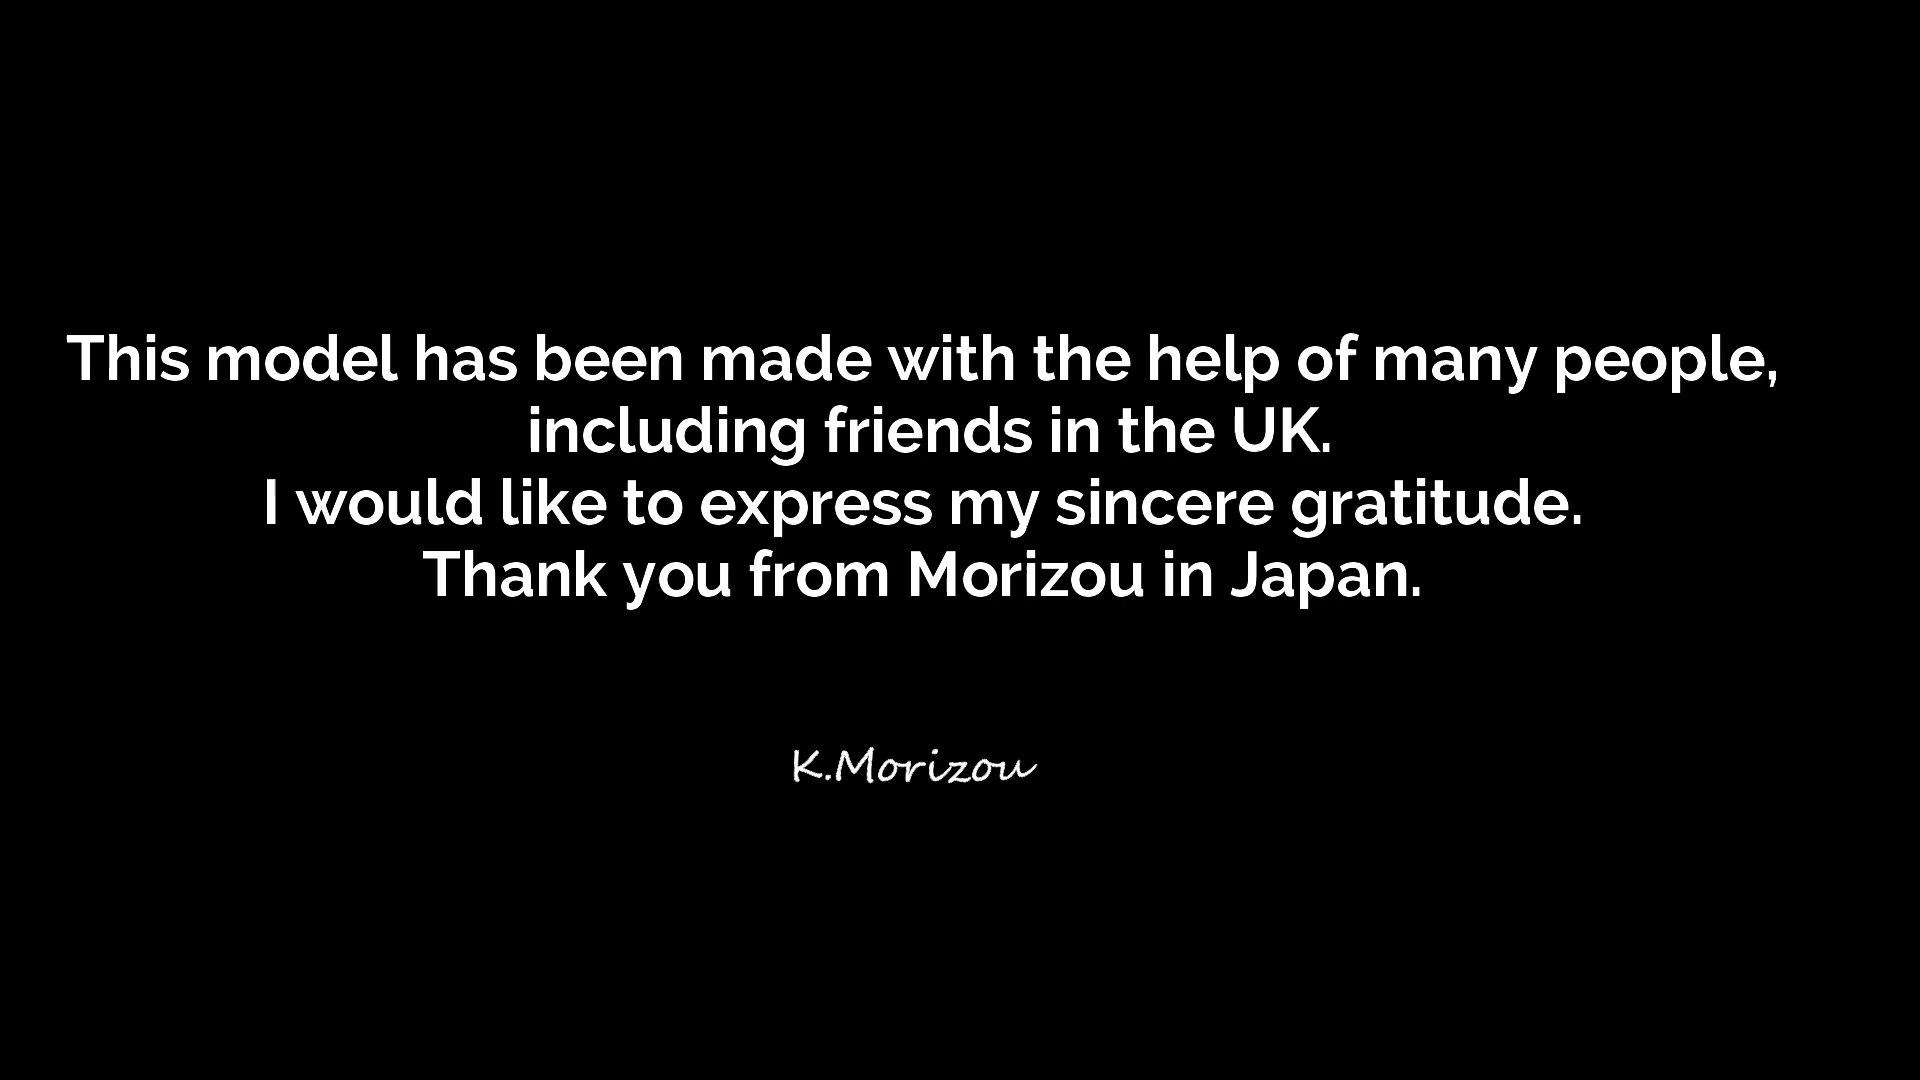 This model has been made with the help of many people,
including friends in the UK.
I would like to express my sincere gratitude.
Thank you from Morizou in Japan.
K.Morizou